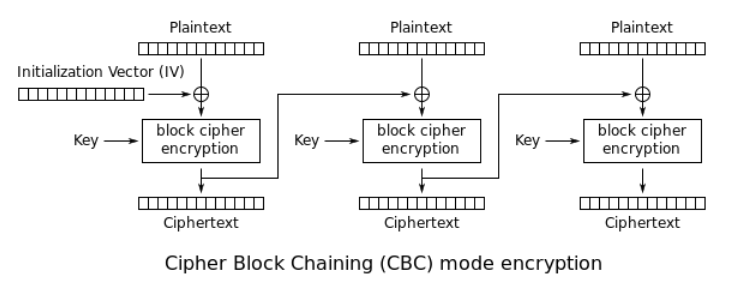 Plaintext Plaintext Plaintext
Initialization Vector (IV)
Key block cipher encryption Key block cipher encryption Key block cipher encryption
Ciphertext Ciphertext Ciphertext
Cipher Block Chaining (CBC) mode encryption